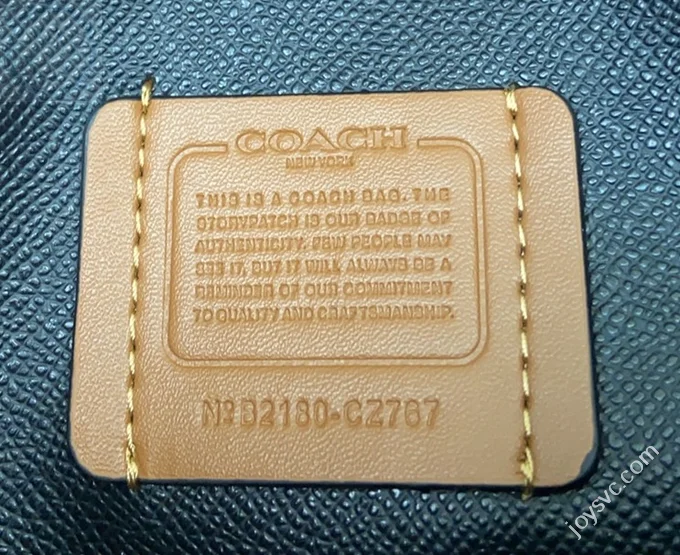 COACH
NEW YORK
THIS IS A COACH BAG. THE
STORYPATCH IS OUR BADGE OF
AUTHENTICITY. FEW PEOPLE MAY
SEE IT, BUT IT WILL ALWAYS BE A
REMINDER OF OUR COMMITMENT
TO QUALITY AND CRAFTSMANSHIP.
№ B2180-CZ767
joysvc.com